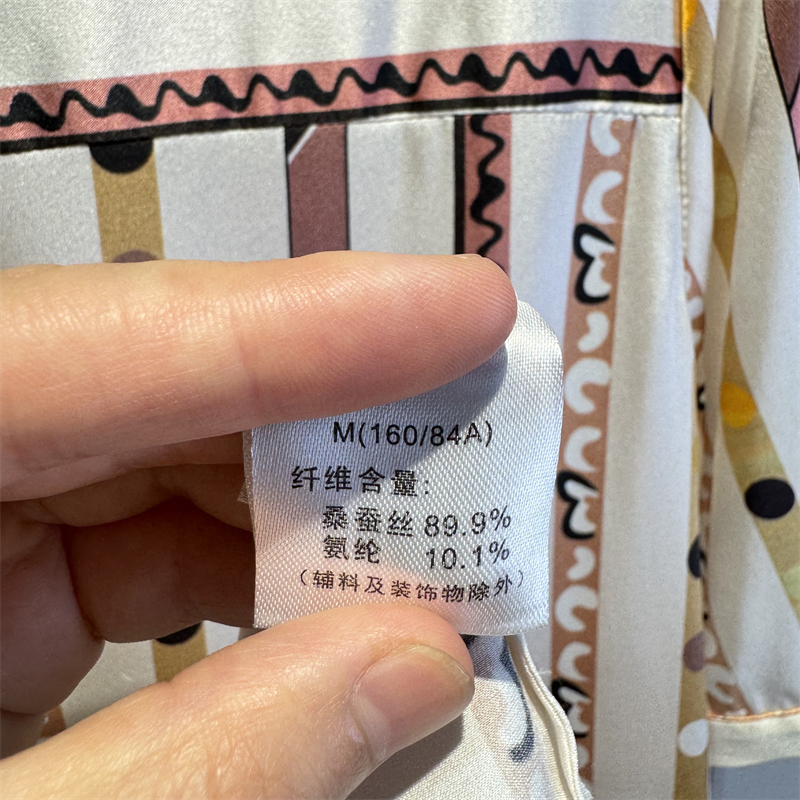 M(160/84A)
纤维含量:
桑蚕丝 89.9%
氨纶 10.1%
(辅料及装饰物除外)